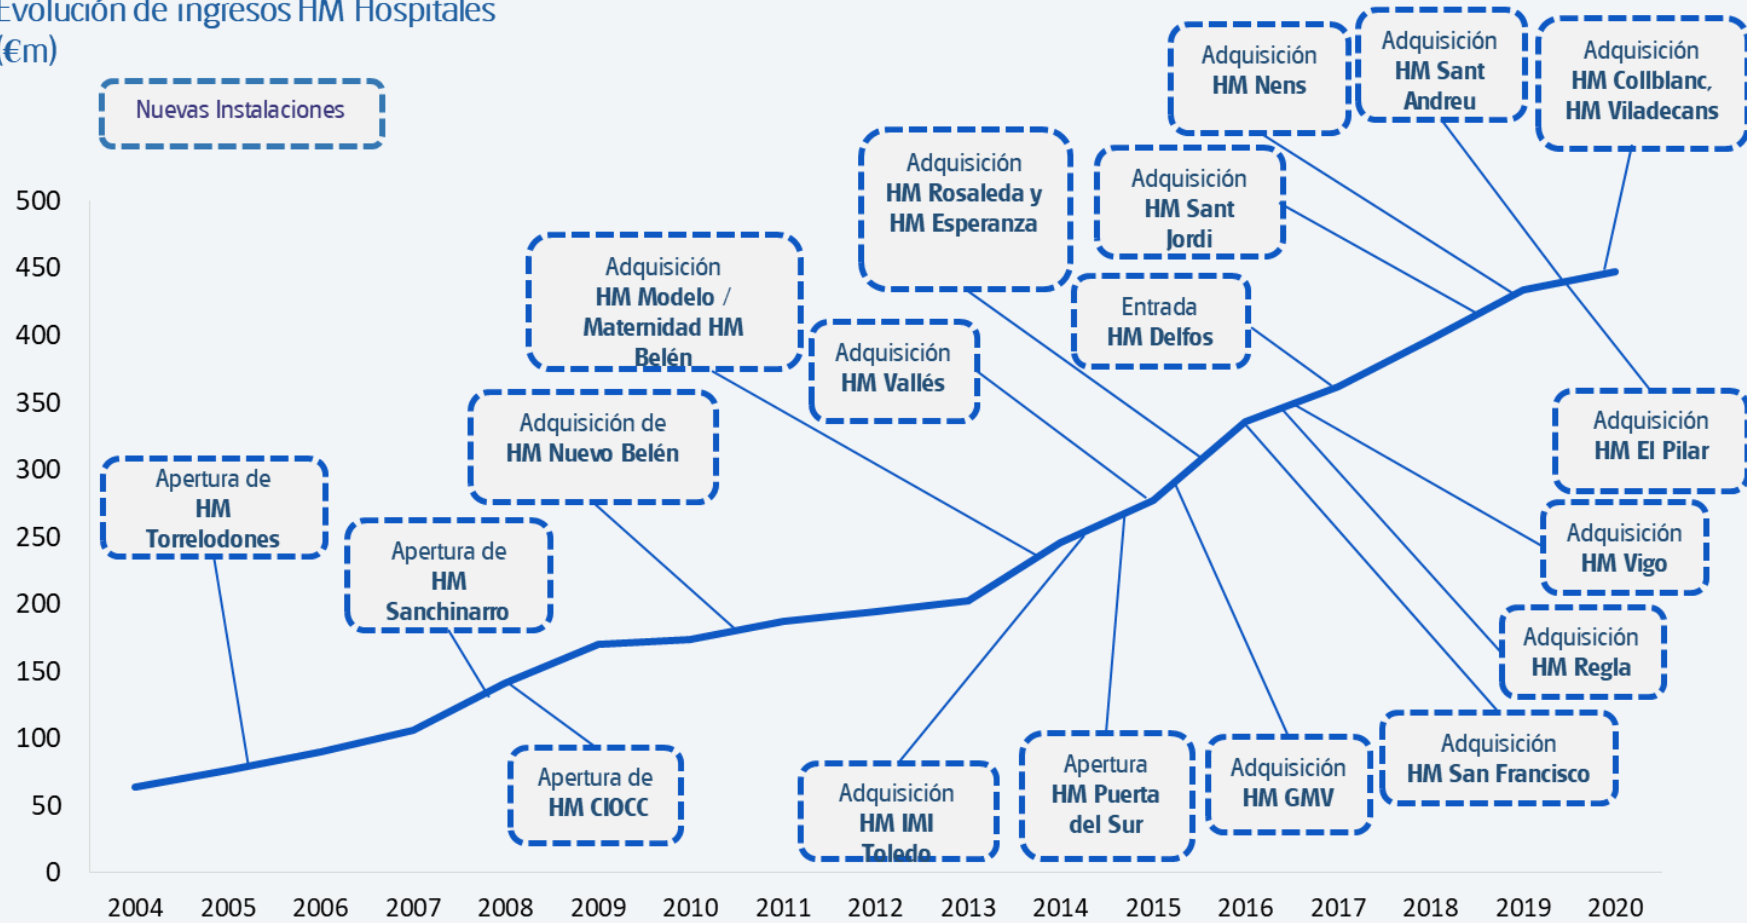 Evolución de ingresos HM Hospitales
(€m)
Nuevas Instalaciones
Adquisición
HM Nens
Adquisición
HM Sant
Andreu
Adquisición
HM Collblanc,
HM Viladecans
Adquisición
HM Rosaleda y
HM Esperanza
Adquisición
HM Sant
Jordi
Adquisición
HM Modelo /
Maternidad HM
Belén
Adquisición
HM Vallés
Entrada
HM Delfos
Adquisición de
HM Nuevo Belén
Adquisición
HM El Pilar
Apertura de
HM
Torrelodones
Apertura de
HM
Sanchinarro
Adquisición
HM Vigo
Adquisición
HM Regla
Apertura de
HM CIOCC
Adquisición
HM IMI
Toledo
Apertura
HM Puerta
del Sur
Adquisición
HM GMV
Adquisición
HM San Francisco
500
450
400
350
300
250
200
150
100
50
0
2004 2005 2006 2007 2008 2009 2010 2011 2012 2013 2014 2015 2016 2017 2018 2019 2020